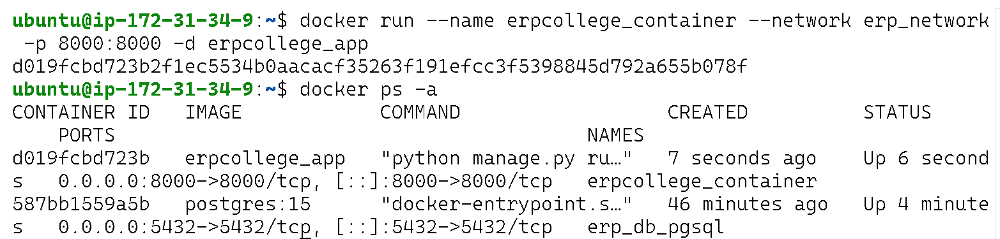 ubuntu@ip-172-31-34-9:~$ docker run --name erpcollege_container --network erp_network
 -p 8000:8000 -d erpcollege_app
d019fcbd723b2f1ec5534b0aacacf35263f191efcc3f5398845d792a655b078f
ubuntu@ip-172-31-34-9:~$ docker ps -a
CONTAINER ID   IMAGE            COMMAND                  CREATED          STATUS
    PORTS                                         NAMES
d019fcbd723b   erpcollege_app   "python manage.py ru…"   7 seconds ago    Up 6 second
s   0.0.0.0:8000->8000/tcp, [::]:8000->8000/tcp   erpcollege_container
587bb1559a5b   postgres:15      "docker-entrypoint.s…"   46 minutes ago   Up 4 minute
s   0.0.0.0:5432->5432/tcp, [::]:5432->5432/tcp   erp_db_pgsql